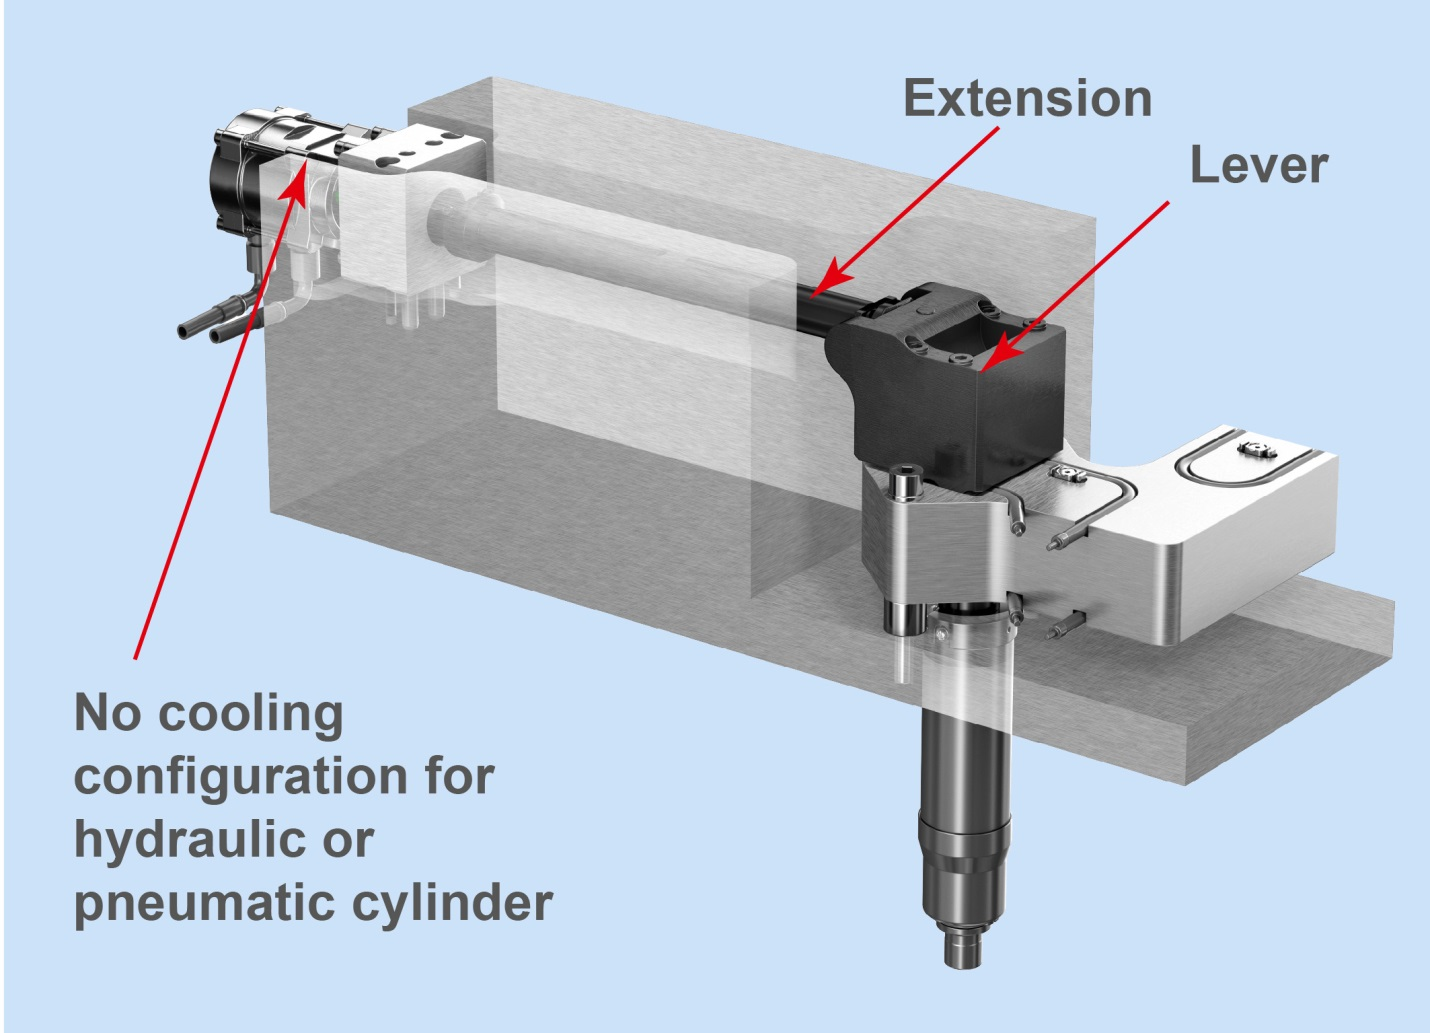 Extension
Lever
No cooling
configuration for
hydraulic or
pneumatic cylinder